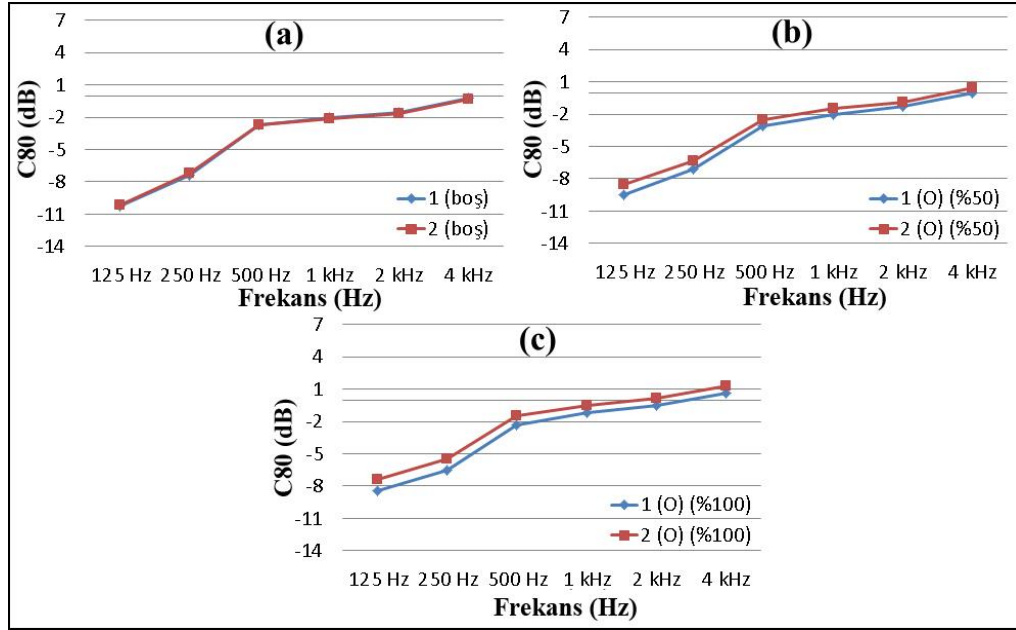 (a)
7
4
1
-2
-5
-8
-11
-14
C80 (dB)
1 (boş)
2 (boş)
125 Hz 250 Hz 500 Hz 1 kHz 2 kHz 4 kHz
Frekans (Hz)
(b)
7
4
1
-2
-5
-8
-11
-14
C80 (dB)
1 (O) (%50)
2 (O) (%50)
125 Hz 250 Hz 500 Hz 1 kHz 2 kHz 4 kHz
Frekans (Hz)
(c)
7
4
1
-2
-5
-8
-11
-14
C80 (dB)
1 (O) (%100)
2 (O) (%100)
125 Hz 250 Hz 500 Hz 1 kHz 2 kHz 4 kHz
Frekans (Hz)